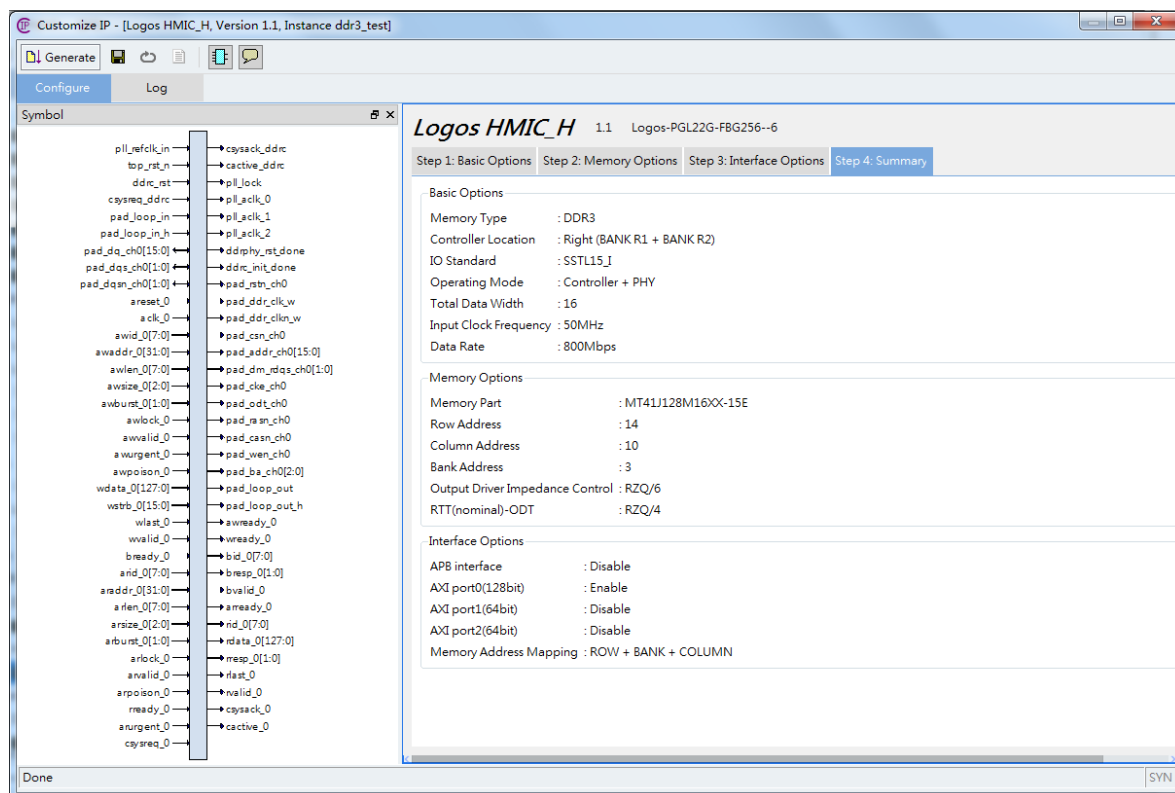 Customize IP - [Logos HMIC_H, Version 1.1, Instance ddr3_test]
Generate
Configure Log
Symbol
pll_refclk_in csysack_ddrc
top_rst_n cactive_ddrc
ddrc_rst pll_lock
csysreq_ddrc pll_aclk_0
pad_loop_in pll_aclk_1
pad_loop_in_h pll_aclk_2
pad_dq_ch0[15:0] ddrphy_rst_done
pad_dqs_ch0[1:0] ddrc_init_done
pad_dqsn_ch0[1:0] pad_rstn_ch0
areset_0 pad_ddr_clk_w
aclk_0 pad_ddr_clkn_w
awid_0[7:0] pad_csn_ch0
awaddr_0[31:0] pad_addr_ch0[15:0]
awlen_0[7:0] pad_dm_rdqs_ch0[1:0]
awsize_0[2:0] pad_cke_ch0
awburst_0[1:0] pad_odt_ch0
awlock_0 pad_rasn_ch0
awvalid_0 pad_casn_ch0
awurgent_0 pad_wen_ch0
awpoison_0 pad_ba_ch0[2:0]
wdata_0[127:0] pad_loop_out
wstrb_0[15:0] pad_loop_out_h
wlast_0 awready_0
wvalid_0 wready_0
bready_0 bid_0[7:0]
arid_0[7:0] bresp_0[1:0]
araddr_0[31:0] bvalid_0
arlen_0[7:0] arready_0
arsize_0[2:0] rid_0[7:0]
arburst_0[1:0] rdata_0[127:0]
arlock_0 rresp_0[1:0]
arvalid_0 rlast_0
arpoison_0 rvalid_0
rready_0 csysack_0
arurgent_0 cactive_0
csysreq_0
Logos HMIC_H 1.1 Logos-PGL22G-FBG256--6
Step 1: Basic Options Step 2: Memory Options Step 3: Interface Options Step 4: Summary
Basic Options
Memory Type : DDR3
Controller Location : Right (BANK R1 + BANK R2)
IO Standard : SSTL15_I
Operating Mode : Controller + PHY
Total Data Width : 16
Input Clock Frequency : 50MHz
Data Rate : 800Mbps
Memory Options
Memory Part : MT41J128M16XX-15E
Row Address : 14
Column Address : 10
Bank Address : 3
Output Driver Impedance Control : RZQ/6
RTT(nominal)-ODT : RZQ/4
Interface Options
APB interface : Disable
AXI port0(128bit) : Enable
AXI port1(64bit) : Disable
AXI port2(64bit) : Disable
Memory Address Mapping : ROW + BANK + COLUMN
Done SYN